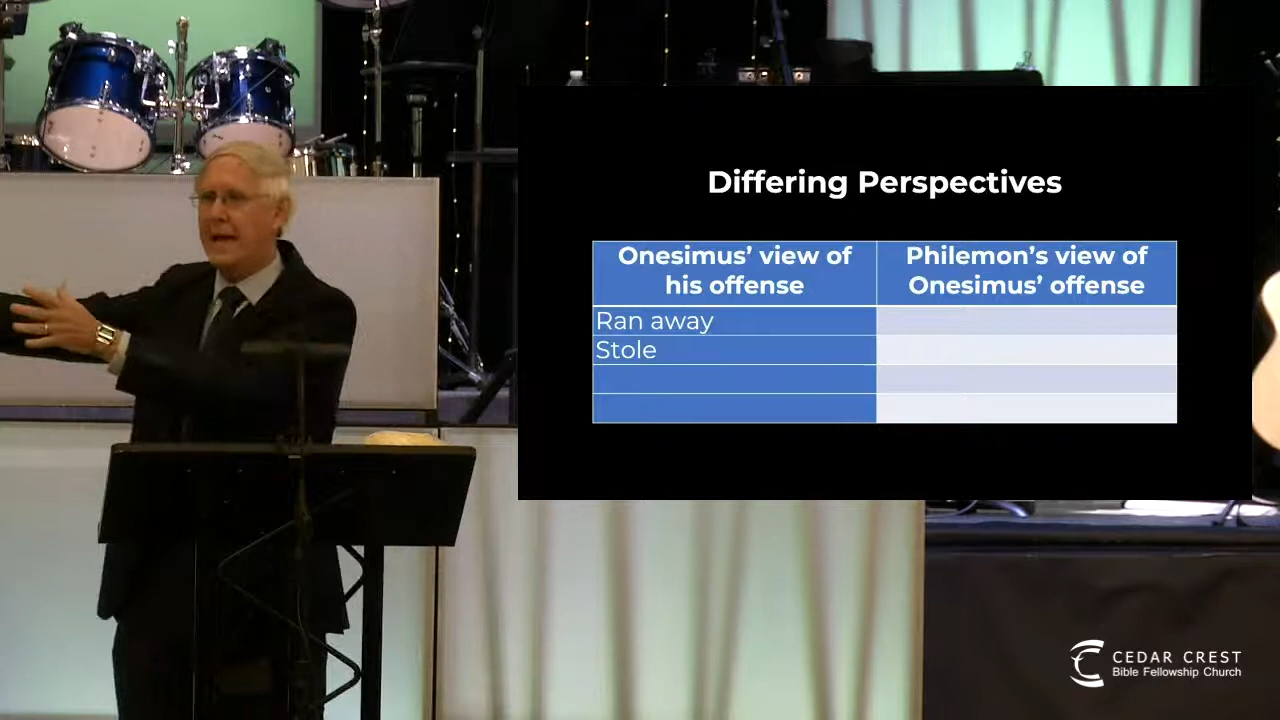 Differing Perspectives
Onesimus’ view of
his offense
Philemon’s view of
Onesimus’ offense
Ran away
Stole
CEDAR CREST
Bible Fellowship Church